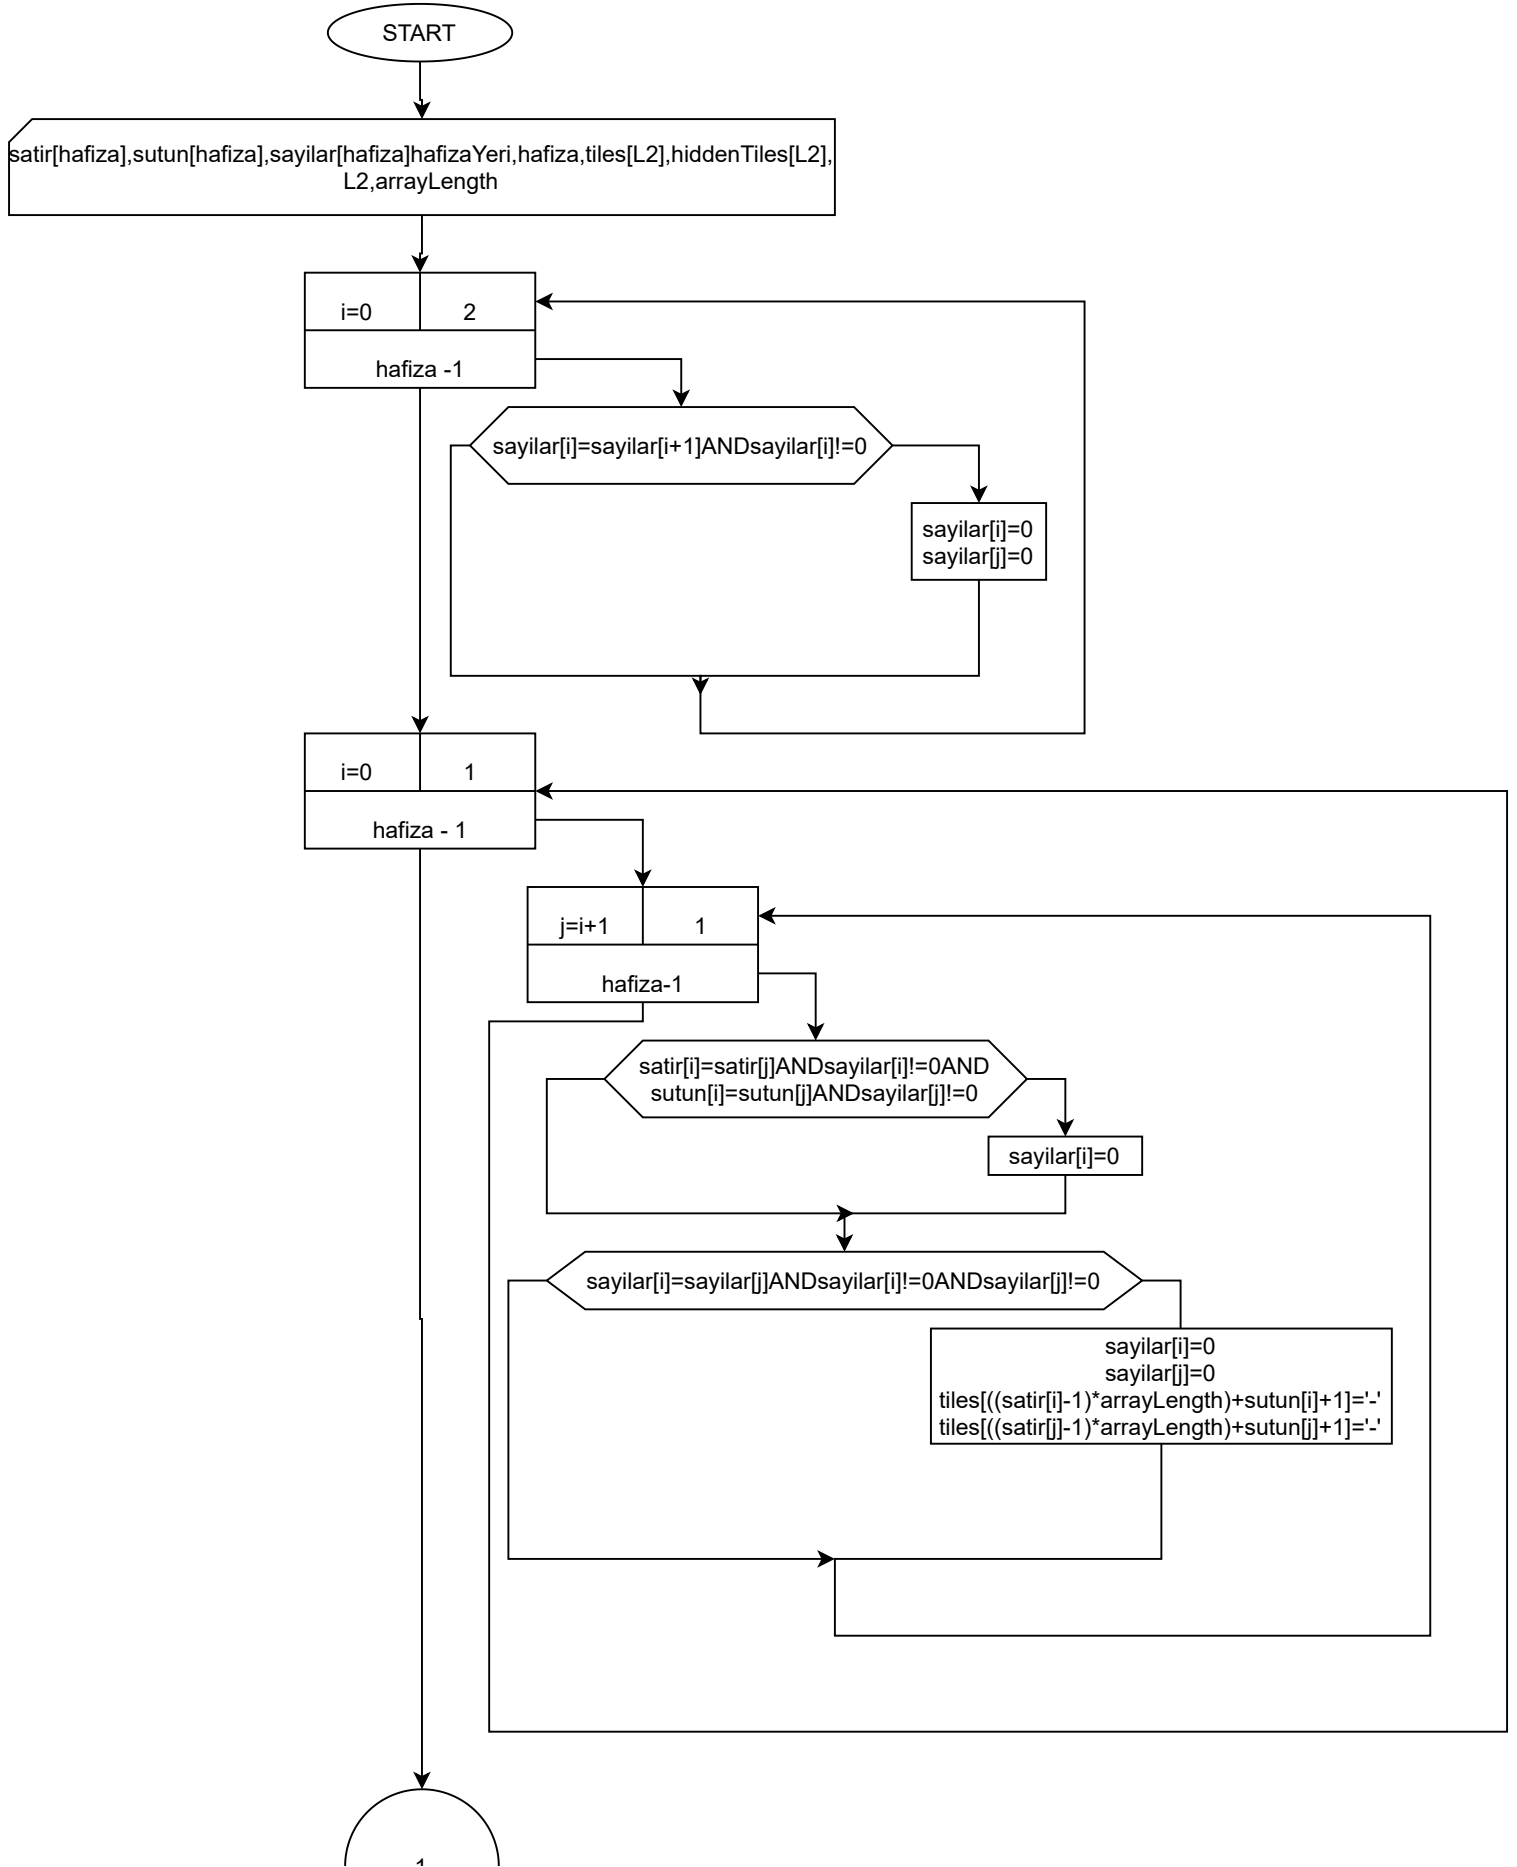 START
satir[hafiza],sutun[hafiza],sayilar[hafiza]hafizaYeri,hafiza,tiles[L2],hiddenTiles[L2],
L2,arrayLength
i=0
2
hafiza -1
sayilar[i]=sayilar[i+1]ANDsayilar[i]!=0
sayilar[i]=0
sayilar[j]=0
i=0
1
hafiza - 1
j=i+1
1
hafiza-1
satir[i]=satir[j]ANDsayilar[i]!=0AND
sutun[i]=sutun[j]ANDsayilar[j]!=0
sayilar[i]=0
sayilar[i]=sayilar[j]ANDsayilar[i]!=0ANDsayilar[j]!=0
sayilar[i]=0
sayilar[j]=0
tiles[((satir[i]-1)*arrayLength)+sutun[i]+1]='-'
tiles[((satir[j]-1)*arrayLength)+sutun[j]+1]='-'
1